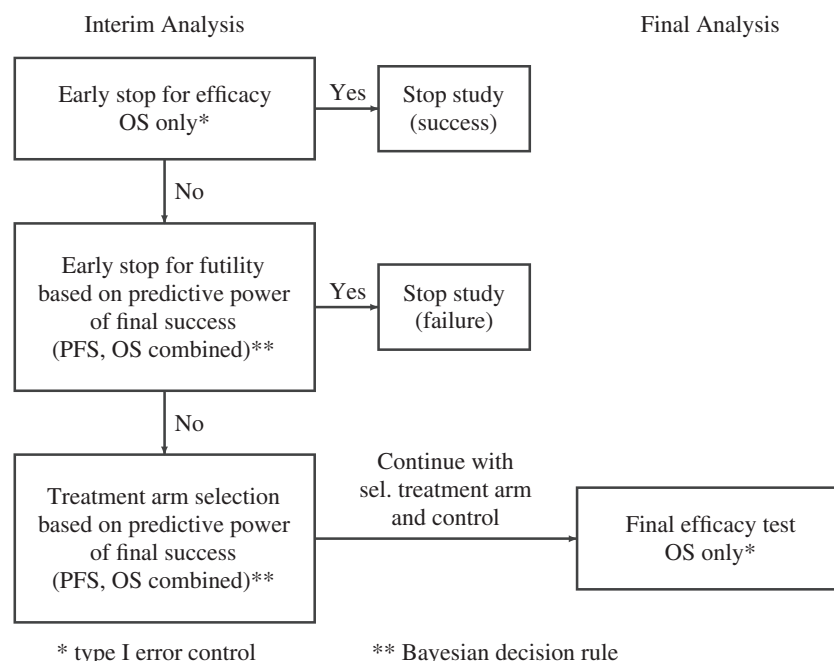 Interim Analysis
Final Analysis
Early stop for efficacy
OS only*
Yes
Stop study
(success)
No
Early stop for futility
based on predictive power
of final success
(PFS, OS combined)**
Yes
Stop study
(failure)
No
Treatment arm selection
based on predictive power
of final success
(PFS, OS combined)**
Continue with
sel. treatment arm
and control
Final efficacy test
OS only*
* type I error control
** Bayesian decision rule